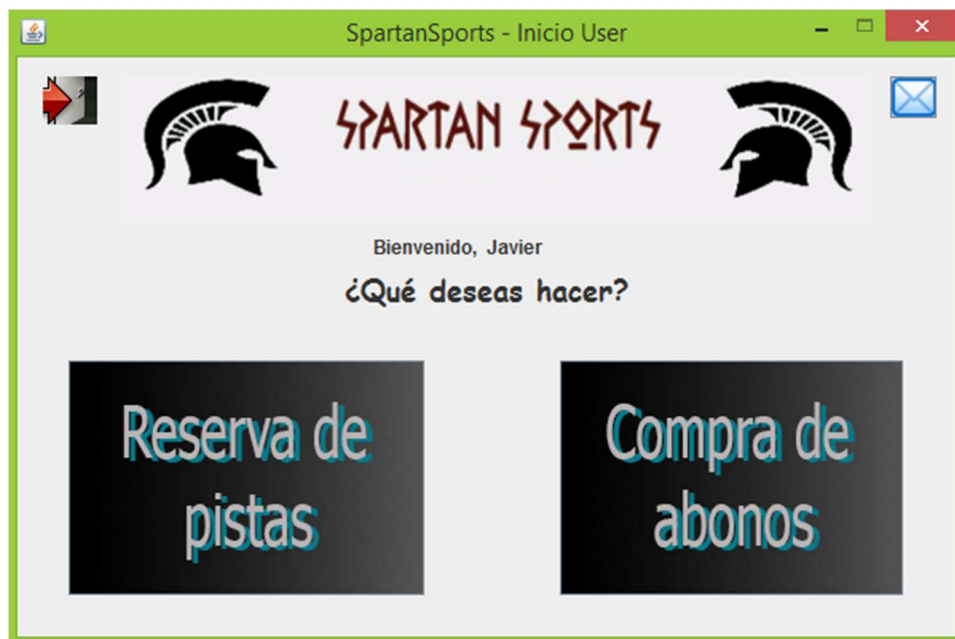 SpartanSports - Inicio User
SPARTAN SPORTS
Bienvenido, Javier
¿Qué deseas hacer?
Reserva de
pistas
Compra de
abonos